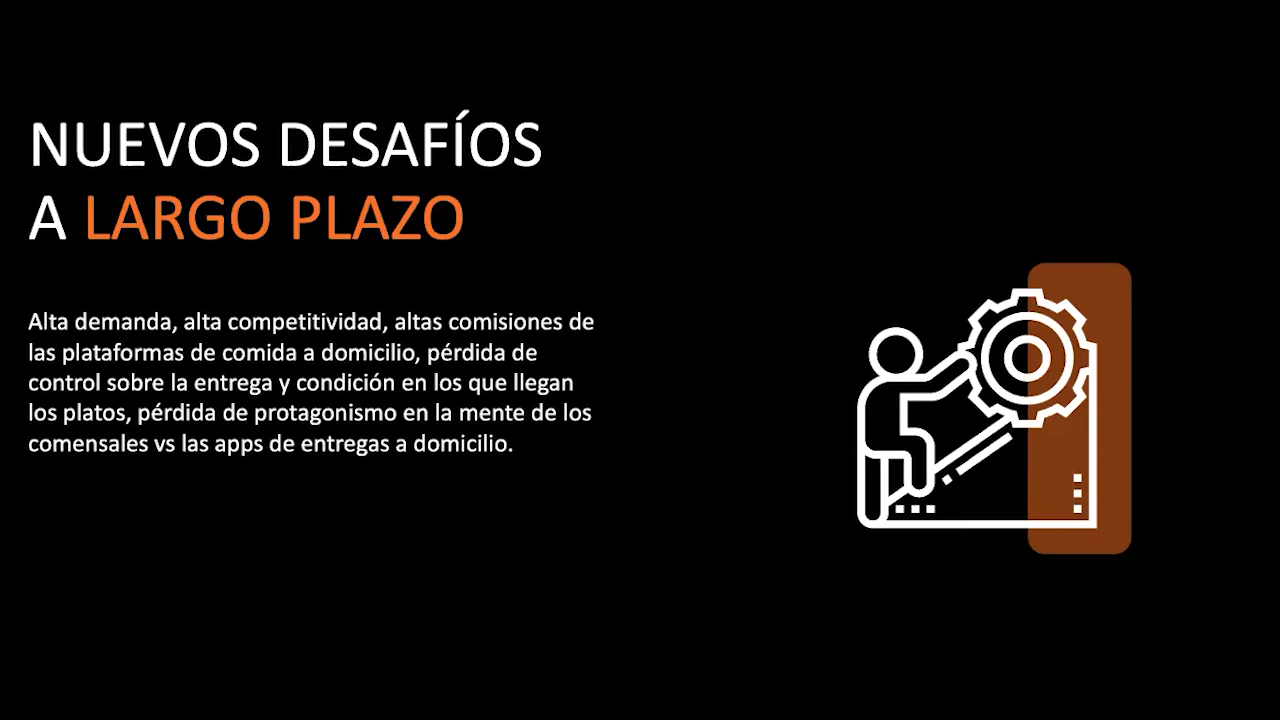 NUEVOS DESAFÍOS
A LARGO PLAZO
Alta demanda, alta competitividad, altas comisiones de
las plataformas de comida a domicilio, pérdida de
control sobre la entrega y condición en los que llegan
los platos, pérdida de protagonismo en la mente de los
comensales vs las apps de entregas a domicilio.